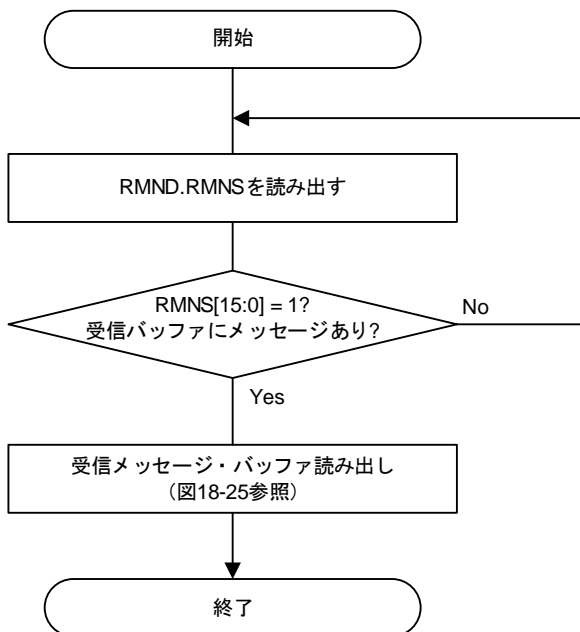 開始
RMND.RMNSを読み出す
RMNS[15:0] = 1?
受信バッファにメッセージあり?
No
Yes
受信メッセージ・バッファ読み出し
（図18-25参照）
終了